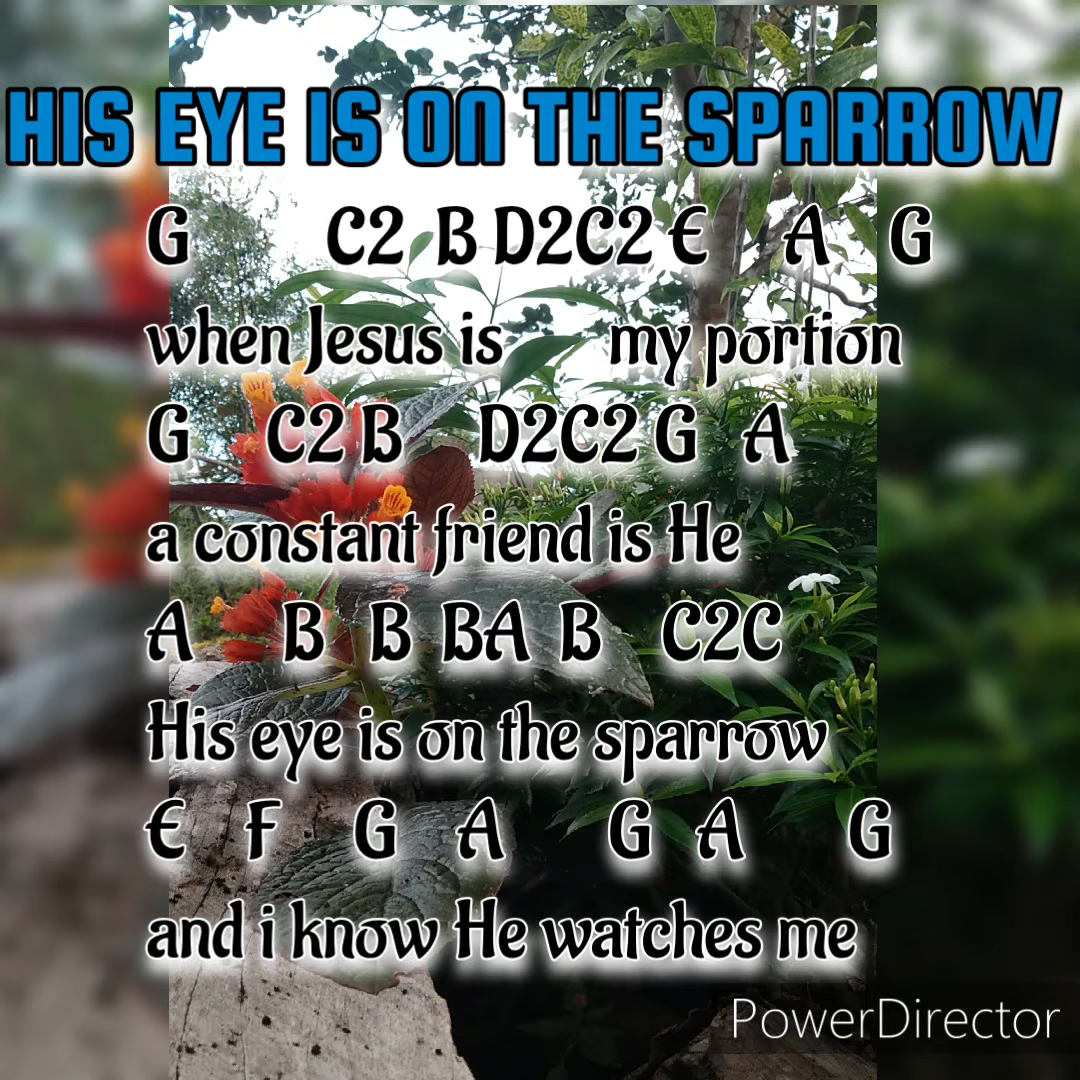 HIS EYE IS ON THE SPARROW
G C2 B D2C2 E A G
when Jesus is my portion
G C2 B D2C2 G A
a constant friend is He
A B B BA B C2C
His eye is on the sparrow
E F G A G A G
and i know He watches me
PowerDirector